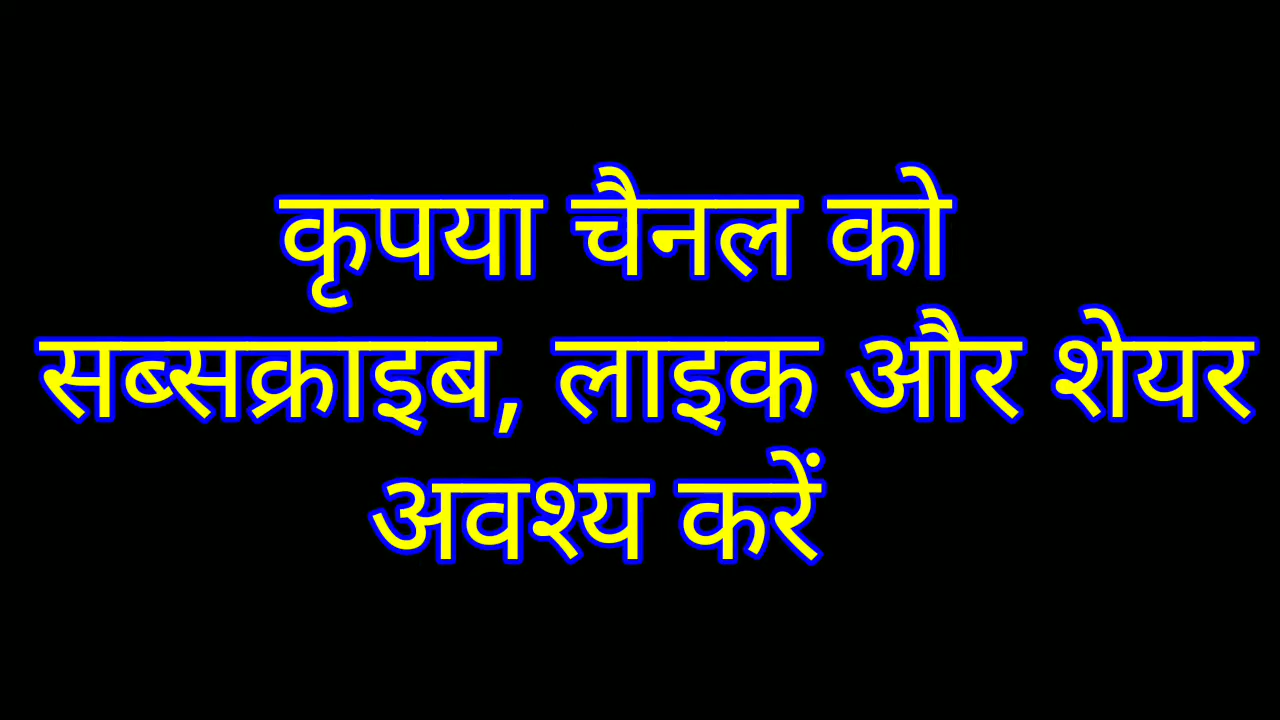 कृपया चैनल को
सब्सक्राइब, लाइक और शेयर
अवश्य करें